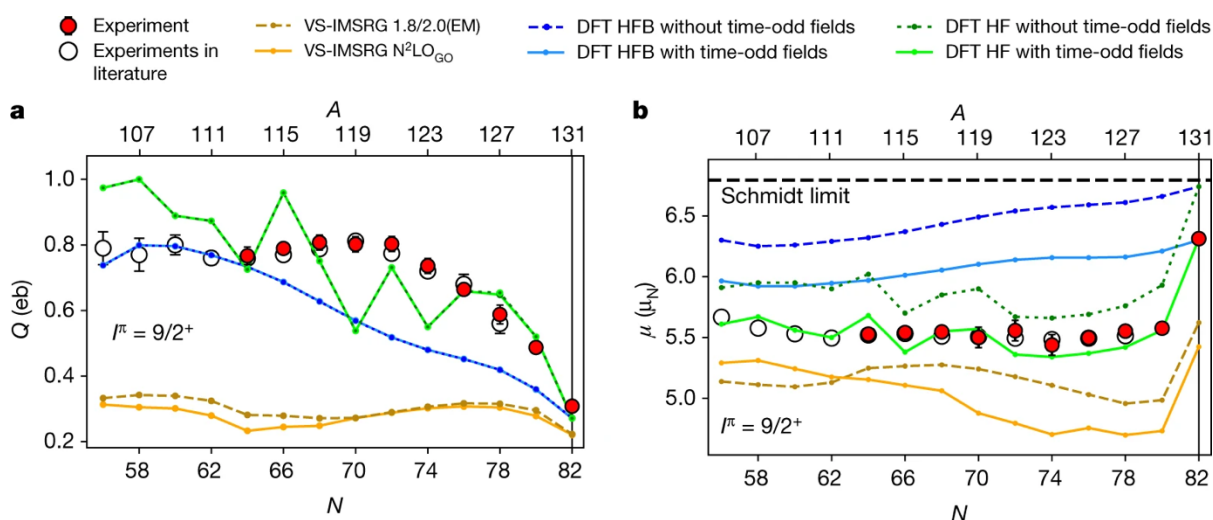 Experiment
Experiments in
literature
VS-IMSRG 1.8/2.0(EM)
VS-IMSRG N²LO_GO
DFT HFB without time-odd fields
DFT HFB with time-odd fields
DFT HF without time-odd fields
DFT HF with time-odd fields
a
A
107 111 115 119 123 127 131
1.0
0.8
0.6
0.4
0.2
Q (eb)
I^π = 9/2⁺
58 62 66 70 74 78 82
N
b
A
107 111 115 119 123 127 131
Schmidt limit
6.5
6.0
5.5
5.0
μ (μ_N)
I^π = 9/2⁺
58 62 66 70 74 78 82
N